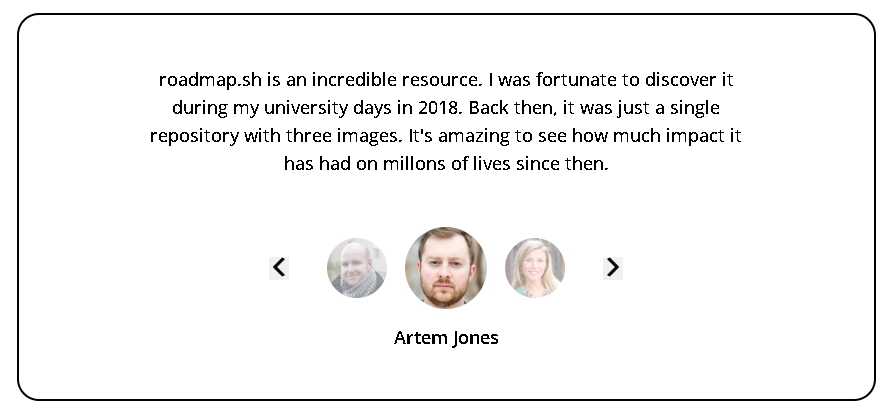 roadmap.sh is an incredible resource. I was fortunate to discover it
during my university days in 2018. Back then, it was just a single
repository with three images. It's amazing to see how much impact it
has had on millons of lives since then.
Artem Jones